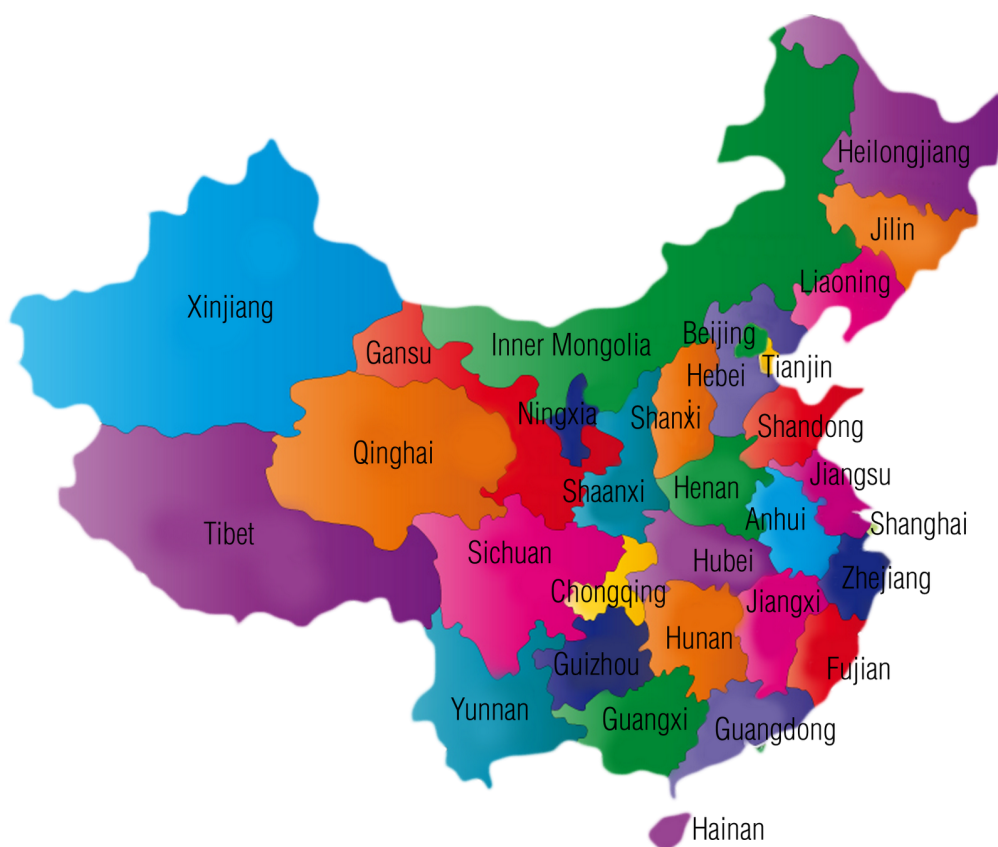 Heilongjiang
Jilin
Liaoning
Xinjiang
Beijing
Inner Mongolia
Gansu
Tianjin
Hebei
Ningxia
Shanxi
Shandong
Qinghai
Jiangsu
Shaanxi
Henan
Anhui
Shanghai
Tibet
Sichuan
Hubei
Zhejiang
Chongqing
Jiangxi
Hunan
Guizhou
Fujian
Yunnan
Guangxi
Guangdong
Hainan